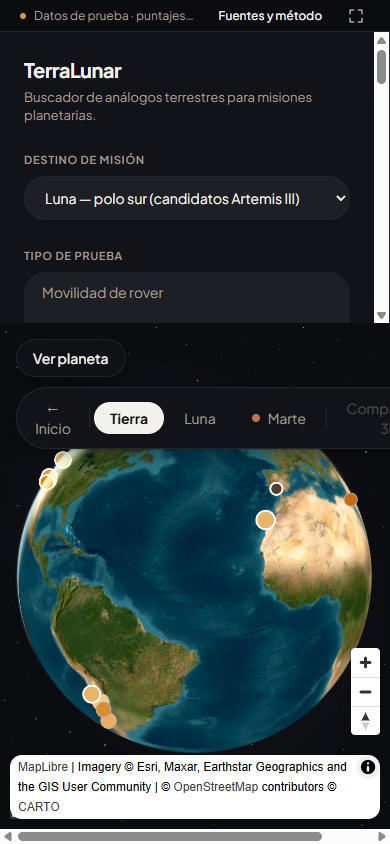 Datos de prueba · puntajes...
Fuentes y método
TerraLunar
Buscador de análogos terrestres para misiones
planetarias.
DESTINO DE MISIÓN
Luna — polo sur (candidatos Artemis III)
TIPO DE PRUEBA
Movilidad de rover
Ver planeta
← Inicio
Tierra
Luna
Marte
Compa
3
MapLibre | Imagery © Esri, Maxar, Earthstar Geographics and
the GIS User Community | © OpenStreetMap contributors ©
CARTO